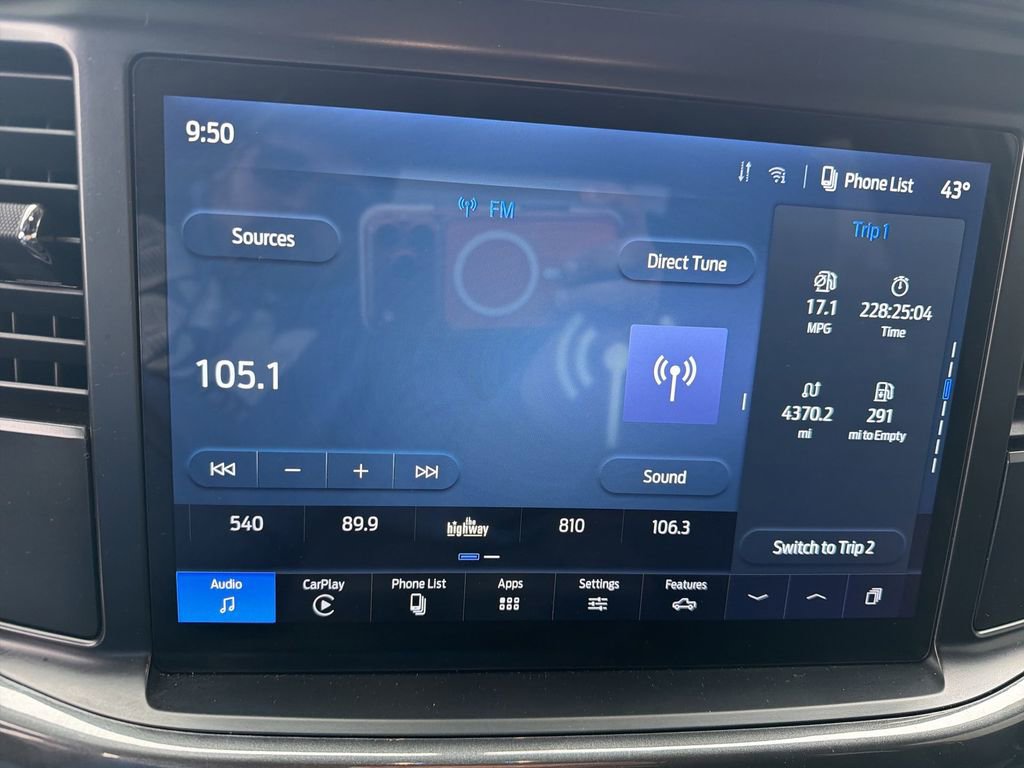 9:50
Phone List 43°
FM
Trip 1
Sources
Direct Tune
17.1 228:25:04
MPG Time
105.1
4370.2 291
mi mi to Empty
Sound
540 89.9 the highway 810 106.3
Switch to Trip 2
Audio CarPlay Phone List Apps Settings Features